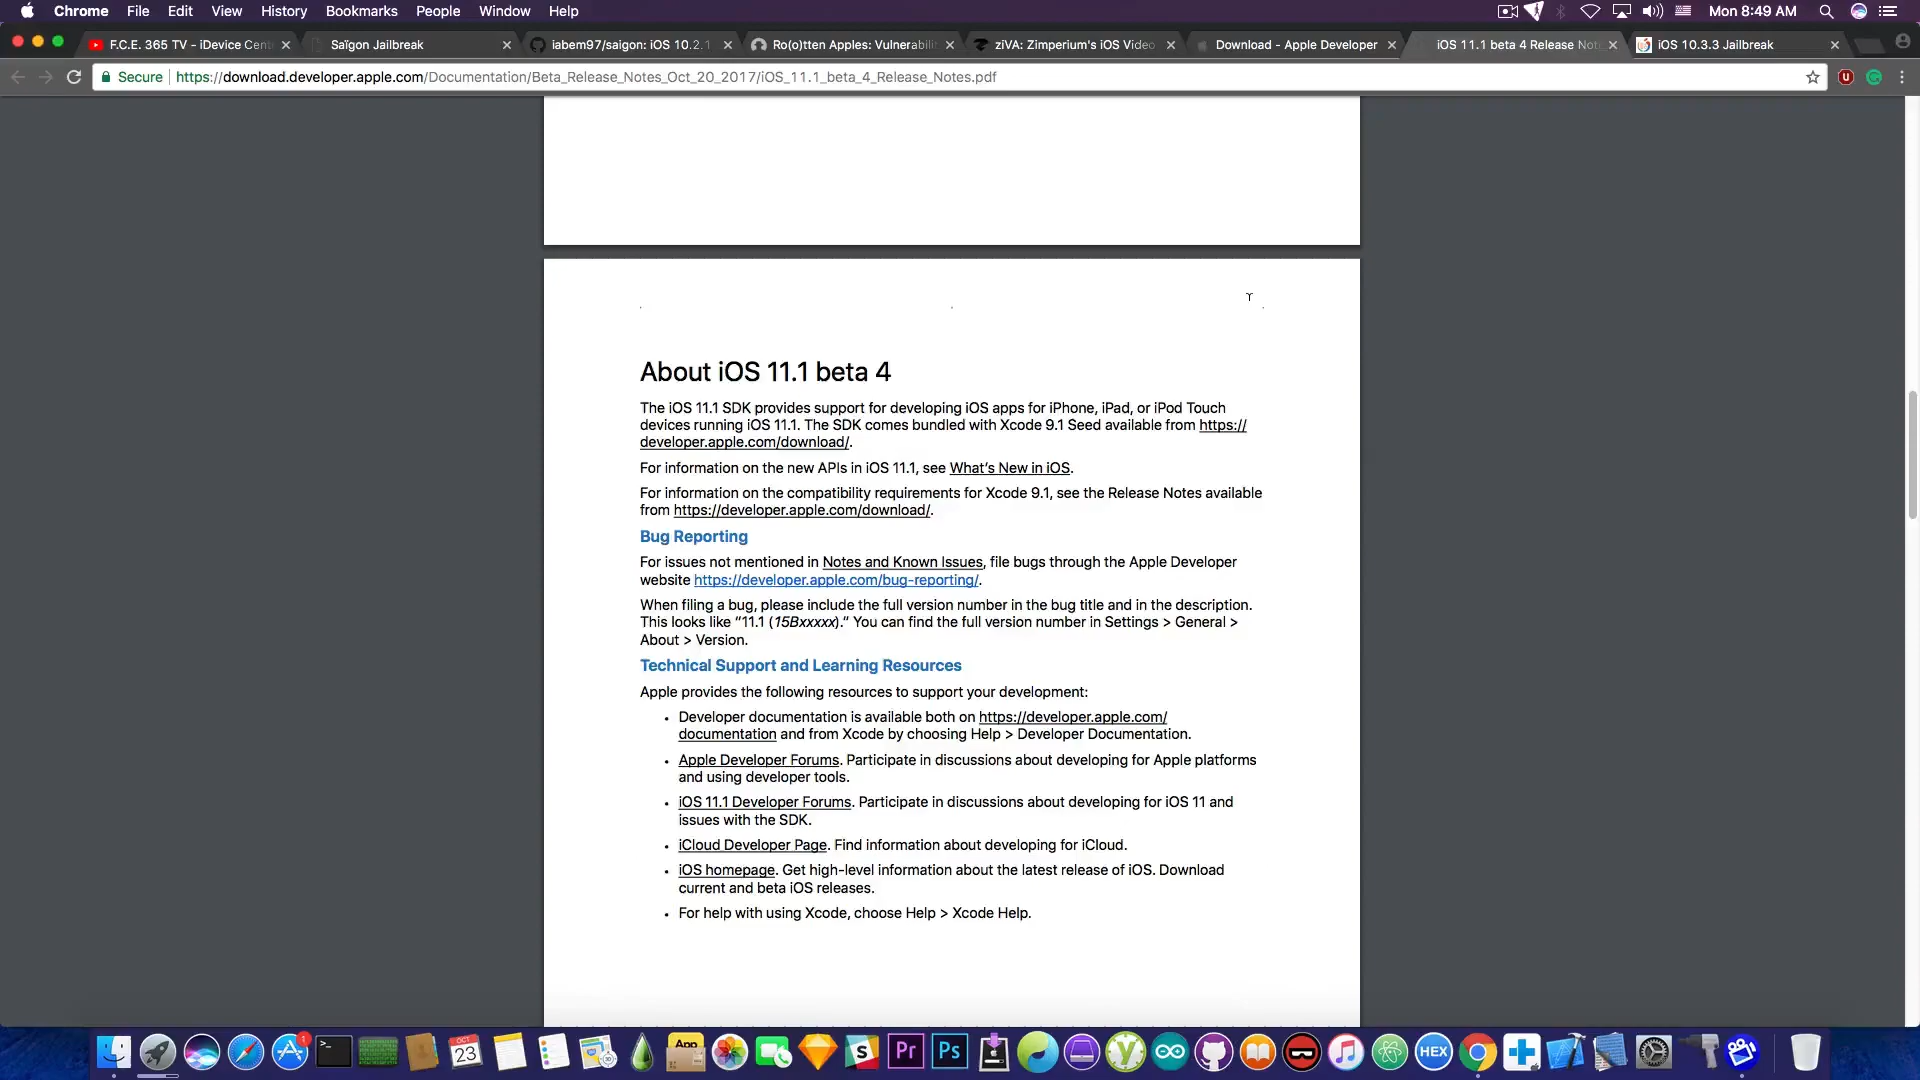 Chrome File Edit View History Bookmarks People Window Help Mon 8:49 AM
F.C.E. 365 TV - iDevice Cent Saïgon Jailbreak iabem97/saigon: iOS 10.2.1 Ro(o)tten Apples: Vulnerabili ziVA: Zimperium's iOS Video Download - Apple Developer iOS 11.1 beta 4 Release Not iOS 10.3.3 Jailbreak
Secure https://download.developer.apple.com/Documentation/Beta_Release_Notes_Oct_20_2017/iOS_11.1_beta_4_Release_Notes.pdf
About iOS 11.1 beta 4
The iOS 11.1 SDK provides support for developing iOS apps for iPhone, iPad, or iPod Touch
devices running iOS 11.1. The SDK comes bundled with Xcode 9.1 Seed available from https://
developer.apple.com/download/.
For information on the new APIs in iOS 11.1, see What's New in iOS.
For information on the compatibility requirements for Xcode 9.1, see the Release Notes available
from https://developer.apple.com/download/.
Bug Reporting
For issues not mentioned in Notes and Known Issues, file bugs through the Apple Developer
website https://developer.apple.com/bug-reporting/.
When filing a bug, please include the full version number in the bug title and in the description.
This looks like “11.1 (15Bxxxxx).” You can find the full version number in Settings > General >
About > Version.
Technical Support and Learning Resources
Apple provides the following resources to support your development:
• Developer documentation is available both on https://developer.apple.com/
documentation and from Xcode by choosing Help > Developer Documentation.
• Apple Developer Forums. Participate in discussions about developing for Apple platforms
and using developer tools.
• iOS 11.1 Developer Forums. Participate in discussions about developing for iOS 11 and
issues with the SDK.
• iCloud Developer Page. Find information about developing for iCloud.
• iOS homepage. Get high-level information about the latest release of iOS. Download
current and beta iOS releases.
• For help with using Xcode, choose Help > Xcode Help.
1 OCT 23 App S Pr Ps HEX